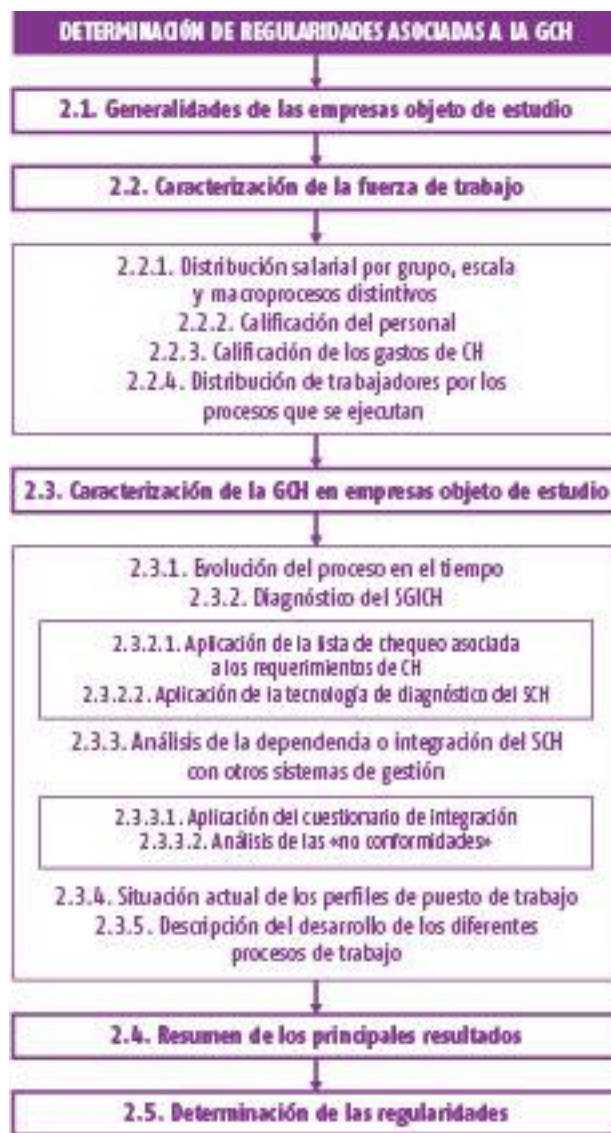 DETERMINACIÓN DE REGULARIDADES ASOCIADAS A LA GCH
2.1. Generalidades de las empresas objeto de estudio
2.2. Caracterización de la fuerza de trabajo
2.2.1. Distribución salarial por grupo, escala
y macroprocesos distintivos
2.2.2. Calificación del personal
2.2.3. Calificación de los gastos de CH
2.2.4. Distribución de trabajadores por los
procesos que se ejecutan
2.3. Caracterización de la GCH en empresas objeto de estudio
2.3.1. Evolución del proceso en el tiempo
2.3.2. Diagnóstico del SGICH
2.3.2.1. Aplicación de la lista de chequeo asociada
a los requerimientos de CH
2.3.2.2. Aplicación de la tecnología de diagnóstico del SCH
2.3.3. Análisis de la dependencia o integración del SCH
con otros sistemas de gestión
2.3.3.1. Aplicación del cuestionario de integración
2.3.3.2. Análisis de las «no conformidades»
2.3.4. Situación actual de los perfiles de puesto de trabajo
2.3.5. Descripción del desarrollo de los diferentes
procesos de trabajo
2.4. Resumen de los principales resultados
2.5. Determinación de las regularidades